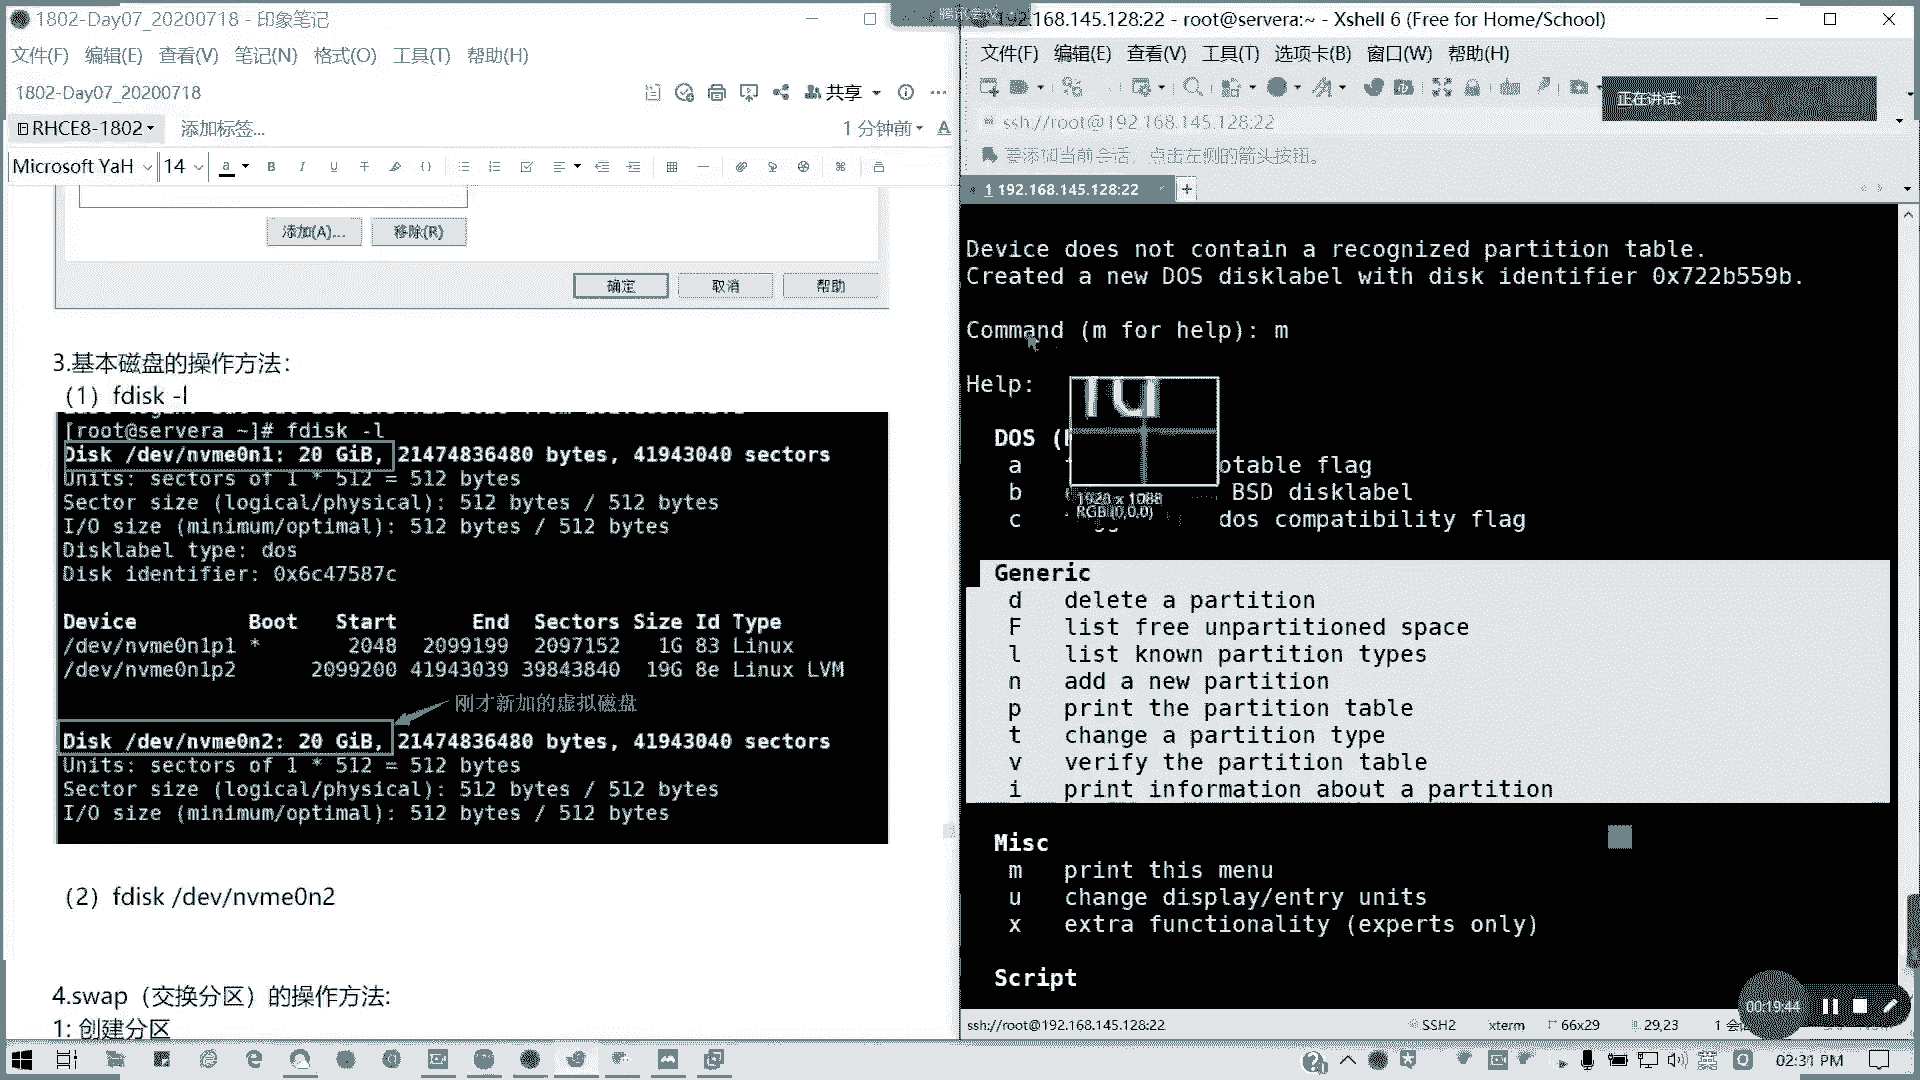 1802-Day07_20200718 - 印象笔记
文件(F) 编辑(E) 查看(V) 笔记(N) 格式(O) 工具(T) 帮助(H)
1802-Day07_20200718
共享
RHCE8-1802
添加标签...
1 分钟前
Microsoft YaH 14
添加(A)... 移除(R)
确定 取消 帮助
3.基本磁盘的操作方法：
（1）fdisk -l
[root@servera ~]# fdisk -l
Disk /dev/nvme0n1: 20 GiB, 21474836480 bytes, 41943040 sectors
Units: sectors of 1 * 512 = 512 bytes
Sector size (logical/physical): 512 bytes / 512 bytes
I/O size (minimum/optimal): 512 bytes / 512 bytes
Disklabel type: dos
Disk identifier: 0x6c47587c
Device Boot Start End Sectors Size Id Type
/dev/nvme0n1p1 * 2048 2099199 2097152 1G 83 Linux
/dev/nvme0n1p2 2099200 41943039 39843840 19G 8e Linux LVM
刚才新加的虚拟磁盘
Disk /dev/nvme0n2: 20 GiB, 21474836480 bytes, 41943040 sectors
Units: sectors of 1 * 512 = 512 bytes
Sector size (logical/physical): 512 bytes / 512 bytes
I/O size (minimum/optimal): 512 bytes / 512 bytes
（2）fdisk /dev/nvme0n2
4.swap（交换分区）的操作方法:
1: 创建分区
腾讯会议
192.168.145.128:22 - root@servera:~ - Xshell 6 (Free for Home/School)
文件(F) 编辑(E) 查看(V) 工具(T) 选项卡(B) 窗口(W) 帮助(H)
正在讲话:
ssh://root@192.168.145.128:22
要添加当前会话，点击左侧的箭头按钮。
1 192.168.145.128:22
Device does not contain a recognized partition table.
Created a new DOS disklabel with disk identifier 0x722b559b.
Command (m for help): m
Help:
DOS (
a otable flag
b BSD disklabel
c dos compatibility flag
1920 x 1068
RGB (0,0,0)
Generic
d delete a partition
F list free unpartitioned space
l list known partition types
n add a new partition
p print the partition table
t change a partition type
v verify the partition table
i print information about a partition
Misc
m print this menu
u change display/entry units
x extra functionality (experts only)
Script
00:19:44
ssh://root@192.168.145.128:22 SSH2 xterm 66x29 29,23
02:31 PM